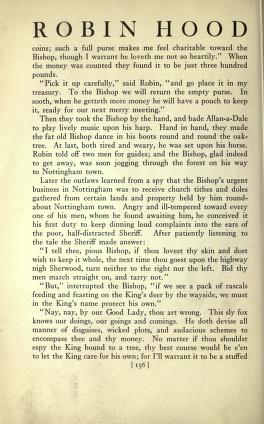 ROBIN HOOD
coins; such a full purse makes me feel charitable toward the
Bishop, though I warrant he loveth me not so heartily." When
the money was counted they found it to be just three hundred
pounds.
"Pick it up carefully," said Robin, "and go place it in my
treasury. To the Bishop we will return the empty purse. In
sooth, when he getteth more money he will have a pouch to keep
it, ready for our next merry meeting."
Then they took the Bishop by the hand, and bade Allan-a-Dale
to play lively music upon his harp. Hand in hand, they made
the fat old Bishop dance in his boots round and round the oak-
tree. At last, both tired and weary, he was set upon his horse.
Robin told off two men for guides; and the Bishop, glad indeed
to get away, was soon jogging through the forest on his way
to Nottingham town.
Later the outlaws learned from a spy that the Bishop's urgent
business in Nottingham was to receive church tithes and doles
gathered from certain lands and property held by him round-
about Nottingham town. Angry and ill-tempered toward every
one of his men, whom he found awaiting him, he conceived it
his first duty to keep dinning loud complaints into the ears of
the poor, half-distracted Sheriff. After patiently listening to
the tale the Sheriff made answer:
"I tell thee, pious Bishop, if thou lovest thy skin and dost
wish to keep it whole, the next time thou goest upon the highway
nigh Sherwood, turn neither to the right nor the left. Bid thy
men march straight on, and tarry not."
"But," interrupted the Bishop, "if we see a pack of rascals
feeding and feasting on the King's deer by the wayside, we must
in the King's name protect his own."
"Nay, nay, by our Good Lady, thou art wrong. This sly fox
knows our doings, our goings and comings. He doth devise all
manner of disguises, wicked plots, and audacious schemes to
encompass thee and thy money. No matter if thou shouldst
spy the King bound to a tree, thy best course would be e'en
to let the King care for his own; for I'll warrant it to be a stuffed
[156]